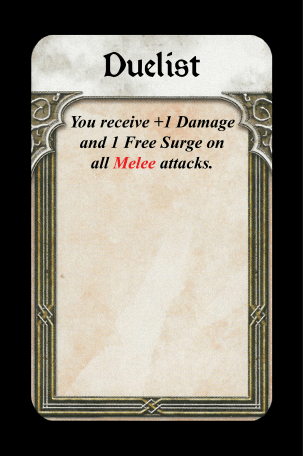 Duelist
You receive +1 Damage
and 1 Free Surge on
all Melee attacks.